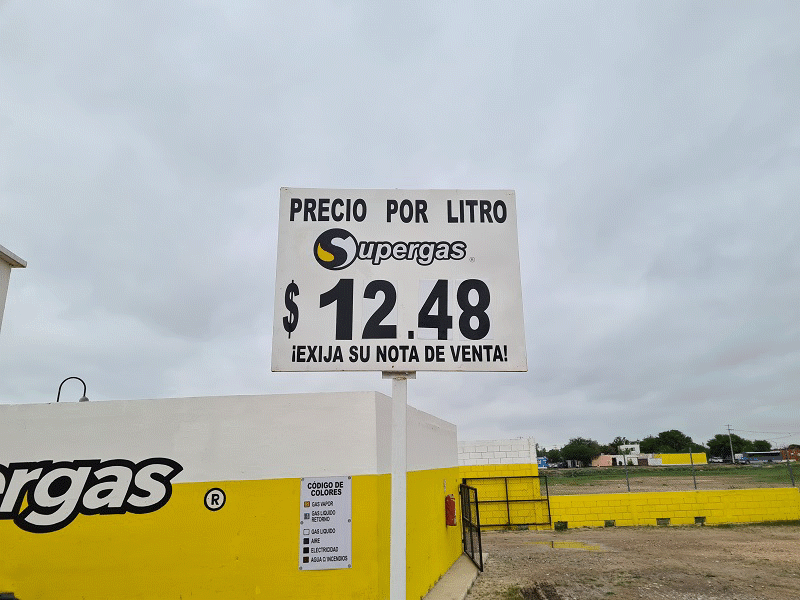 PRECIO POR LITRO
Supergas
$ 12.48
¡EXIJA SU NOTA DE VENTA!
ergas ®
CÓDIGO DE
COLORES
GAS VAPOR
GAS LIQUIDO
RETORNO
GAS LIQUIDO
AIRE
ELECTRICIDAD
AGUA C/INCENDIOS